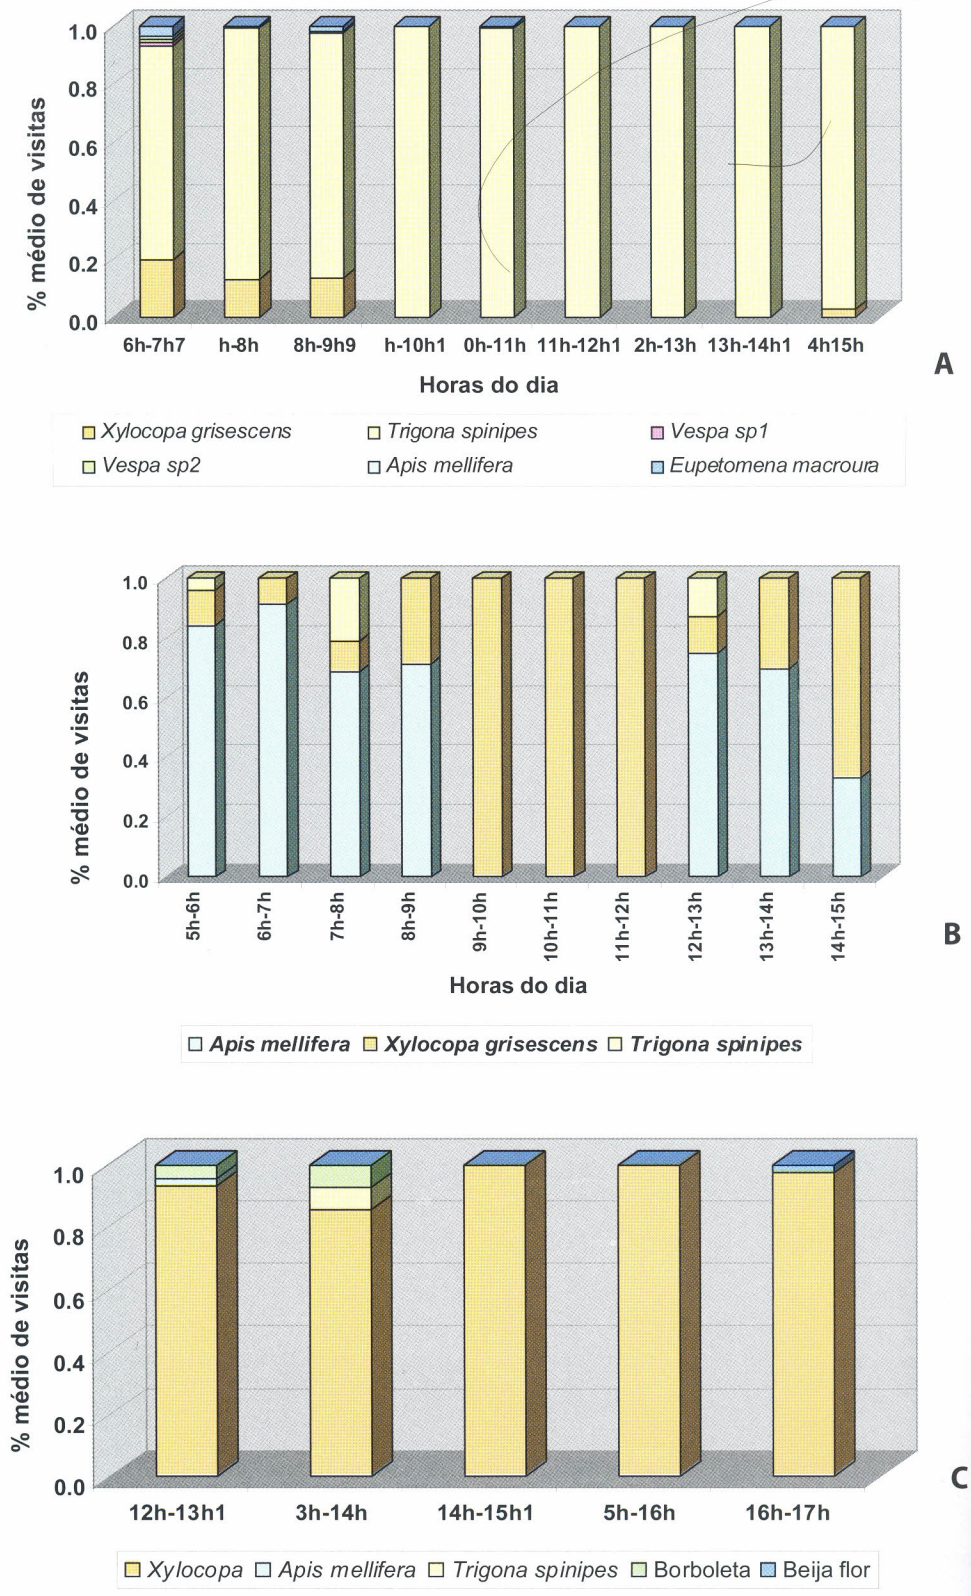 % médio de visitas
1.0
0.8
0.6
0.4
0.2
0.0
6h-7h7 h-8h 8h-9h9 h-10h1 0h-11h 11h-12h1 2h-13h 13h-14h1 4h15h
Horas do dia
A
Xylocopa grisescens Trigona spinipes Vespa sp1
Vespa sp2 Apis mellifera Eupetomena macroura
% médio de visitas
1.0
0.8
0.6
0.4
0.2
0.0
5h-6h 6h-7h 7h-8h 8h-9h 9h-10h 10h-11h 11h-12h 12h-13h 13h-14h 14h-15h
Horas do dia
B
Apis mellifera Xylocopa grisescens Trigona spinipes
% médio de visitas
1.0
0.8
0.6
0.4
0.2
0.0
12h-13h1 3h-14h 14h-15h1 5h-16h 16h-17h
C
Xylocopa Apis mellifera Trigona spinipes Borboleta Beija flor